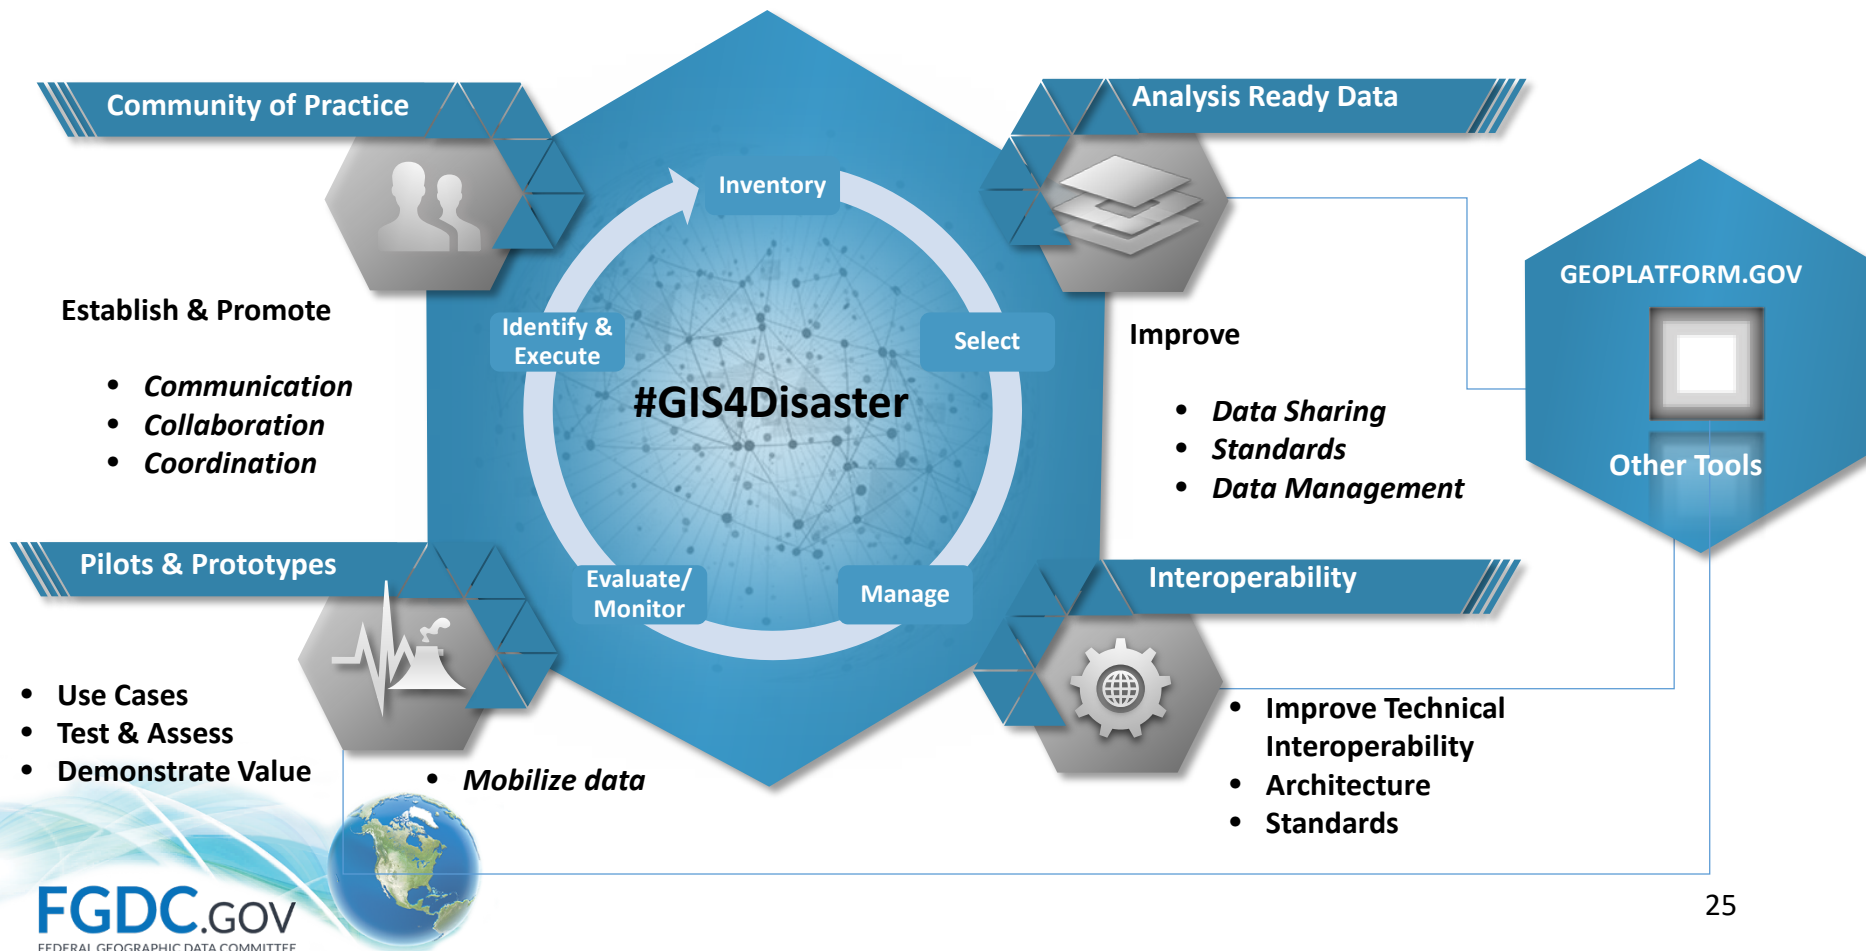 Community of Practice
Establish & Promote
• Communication
• Collaboration
• Coordination
Pilots & Prototypes
• Use Cases
• Test & Assess
• Demonstrate Value
• Mobilize data
Inventory
Select
Manage
Evaluate/
Monitor
Identify &
Execute
#GIS4Disaster
Analysis Ready Data
Improve
• Data Sharing
• Standards
• Data Management
Interoperability
• Improve Technical
Interoperability
• Architecture
• Standards
GEOPLATFORM.GOV
Other Tools
FGDC.GOV
FEDERAL GEOGRAPHIC DATA COMMITTEE
25